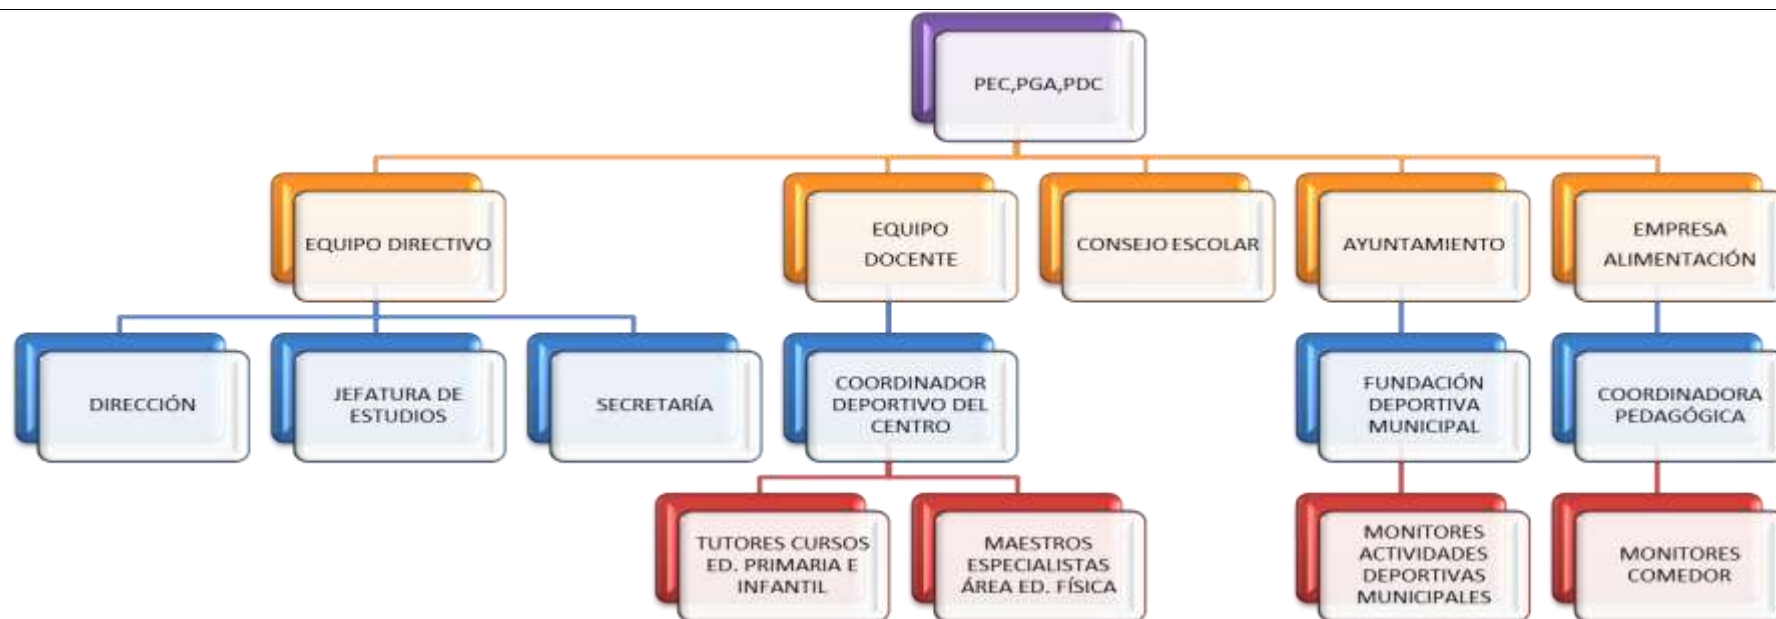 PEC,PGA,PDC
EQUIPO DIRECTIVO
EQUIPO
DOCENTE
CONSEJO ESCOLAR
AYUNTAMIENTO
EMPRESA
ALIMENTACIÓN
DIRECCIÓN
JEFATURA DE
ESTUDIOS
SECRETARÍA
COORDINADOR
DEPORTIVO DEL
CENTRO
FUNDACIÓN
DEPORTIVA
MUNICIPAL
COORDINADORA
PEDAGÓGICA
TUTORES CURSOS
ED. PRIMARIA E
INFANTIL
MAESTROS
ESPECIALISTAS
ÁREA ED. FÍSICA
MONITORES
ACTIVIDADES
DEPORTIVAS
MUNICIPALES
MONITORES
COMEDOR